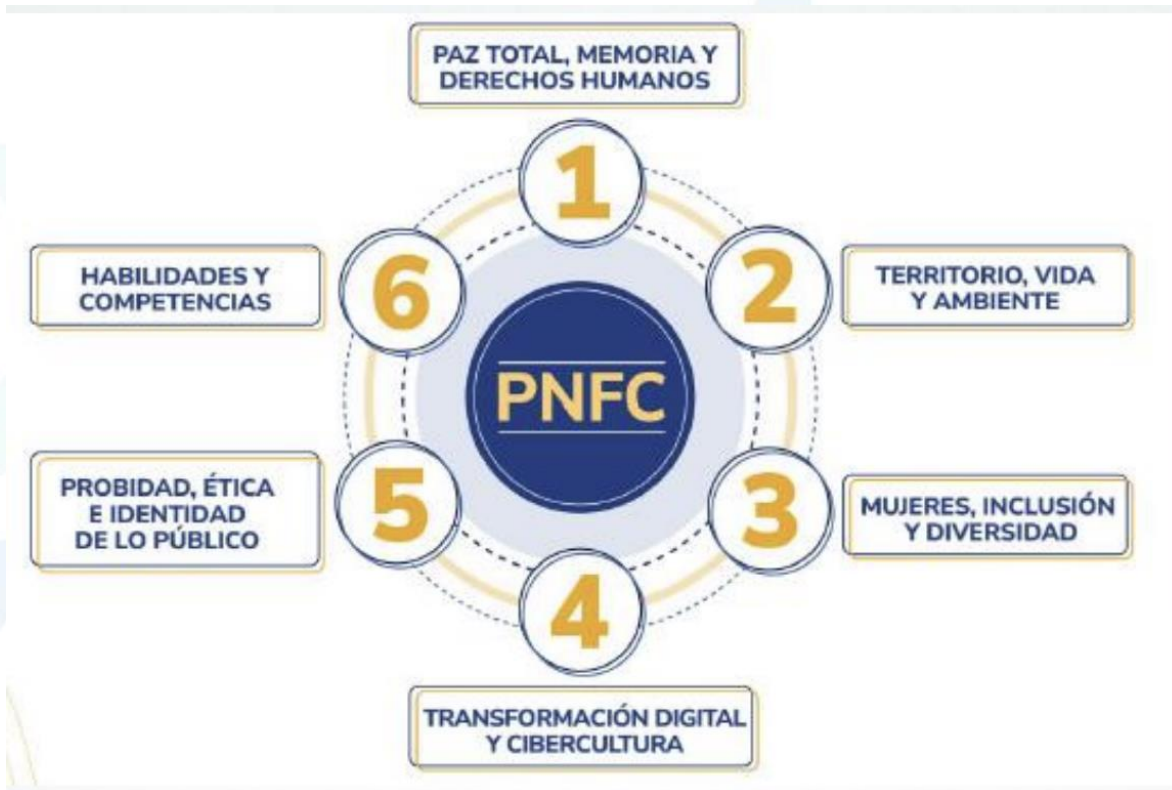 PAZ TOTAL, MEMORIA Y
DERECHOS HUMANOS
1
2
TERRITORIO, VIDA
Y AMBIENTE
3
MUJERES, INCLUSIÓN
Y DIVERSIDAD
4
TRANSFORMACIÓN DIGITAL
Y CIBERCULTURA
5
PROBIDAD, ÉTICA
E IDENTIDAD
DE LO PÚBLICO
6
HABILIDADES Y
COMPETENCIAS
PNFC